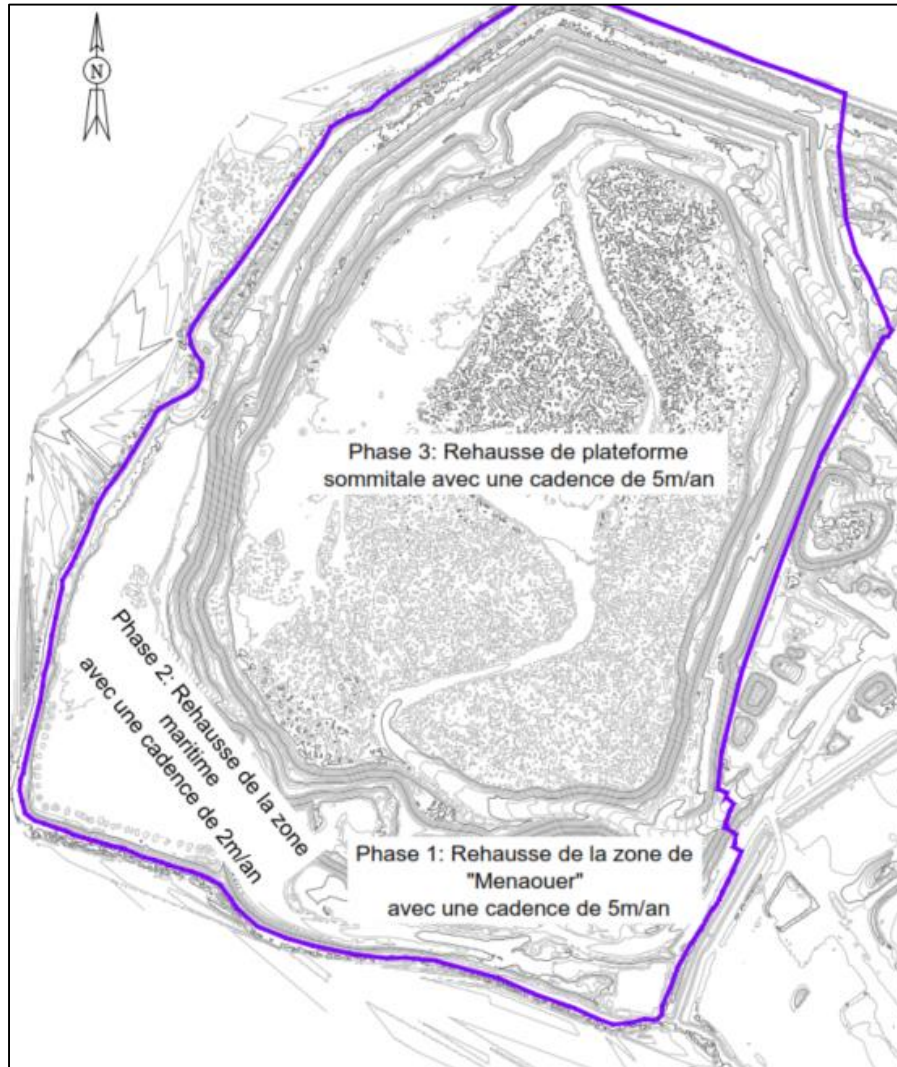 N
Phase 3: Rehausse de plateforme
sommitale avec une cadence de 5m/an
Phase 2: Rehausse de la zone
maritime
avec une cadence de 2m/an
Phase 1: Rehausse de la zone de
"Menaouer"
avec une cadence de 5m/an